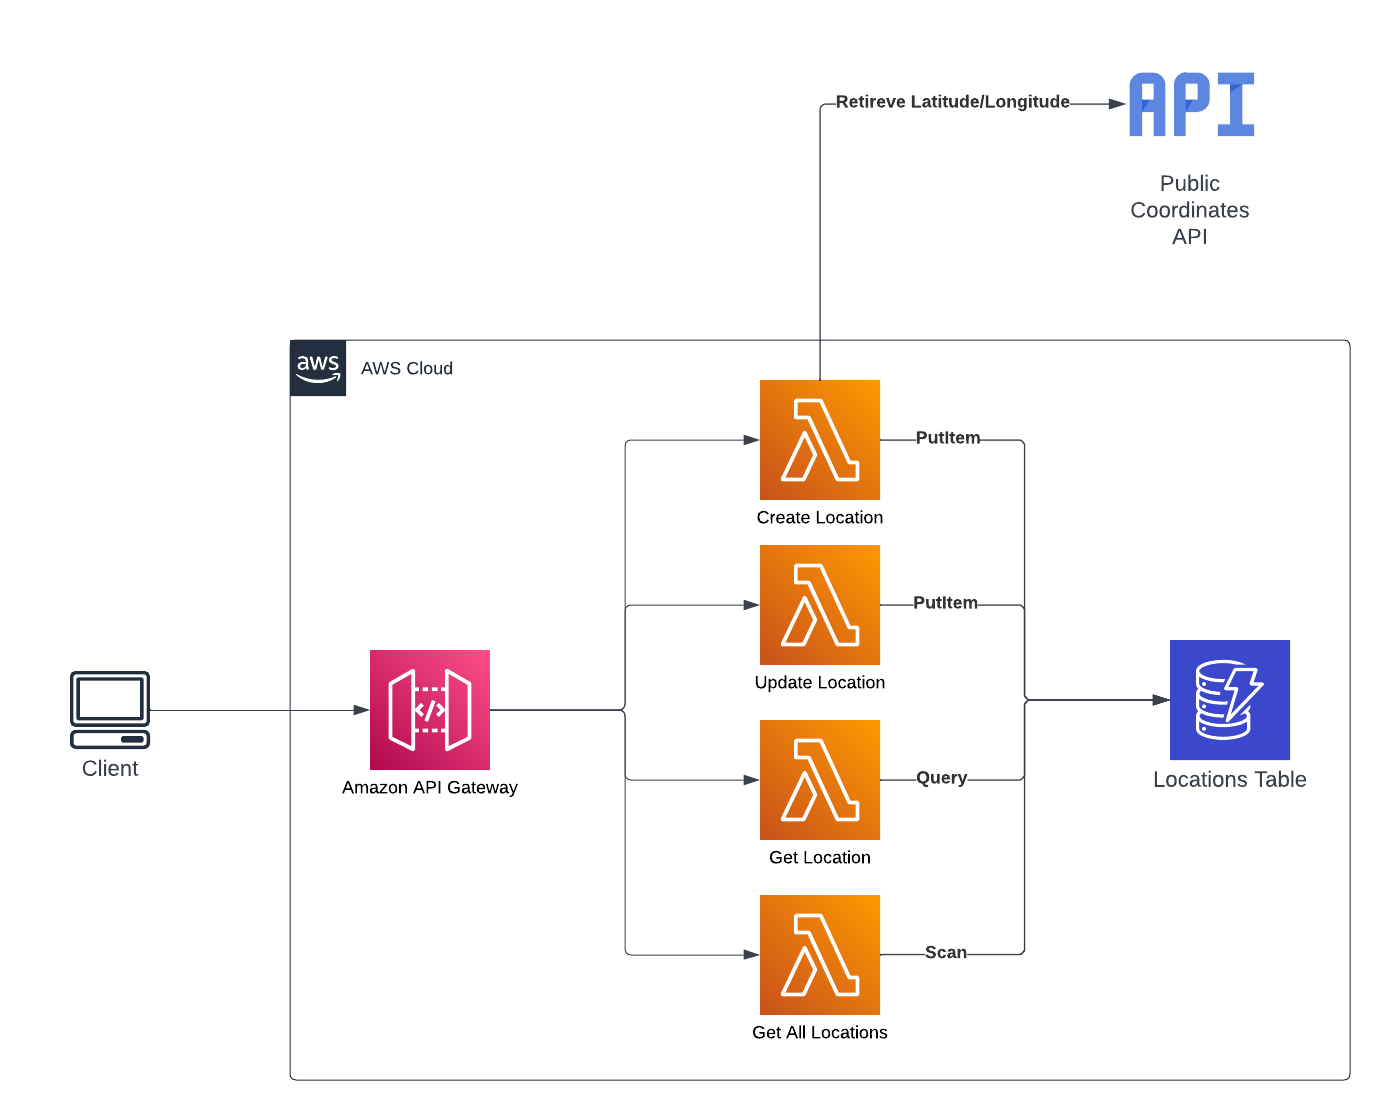 Retireve Latitude/Longitude
API
Public
Coordinates
API
aws
AWS Cloud
PutItem
Create Location
PutItem
Update Location
Client
</>
Amazon API Gateway
Query
Get Location
Locations Table
Scan
Get All Locations